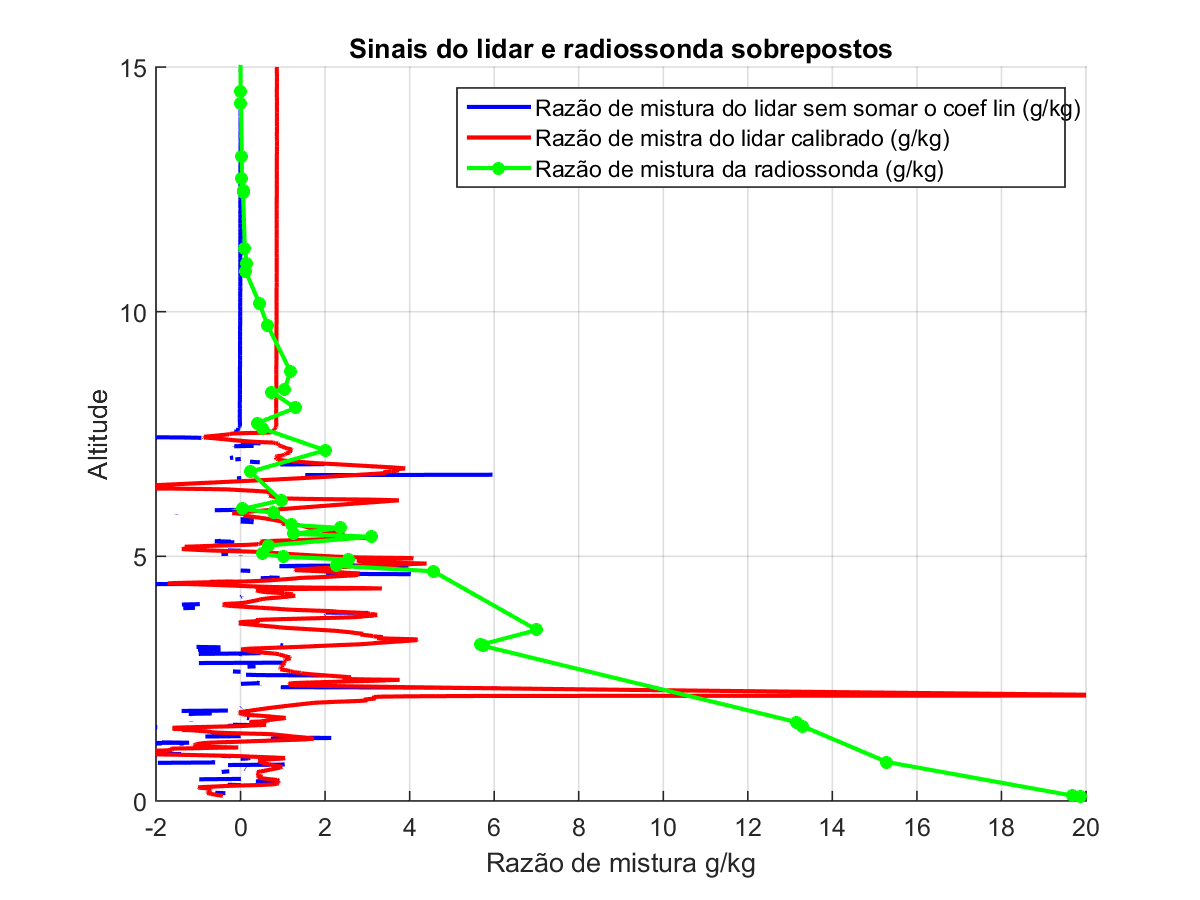 Sinais do lidar e radiossonda sobrepostos
Razão de mistura do lidar sem somar o coef lin (g/kg)
Razão de mistra do lidar calibrado (g/kg)
Razão de mistura da radiossonda (g/kg)
15
10
5
0
Altitude
-2 0 2 4 6 8 10 12 14 16 18 20
Razão de mistura g/kg